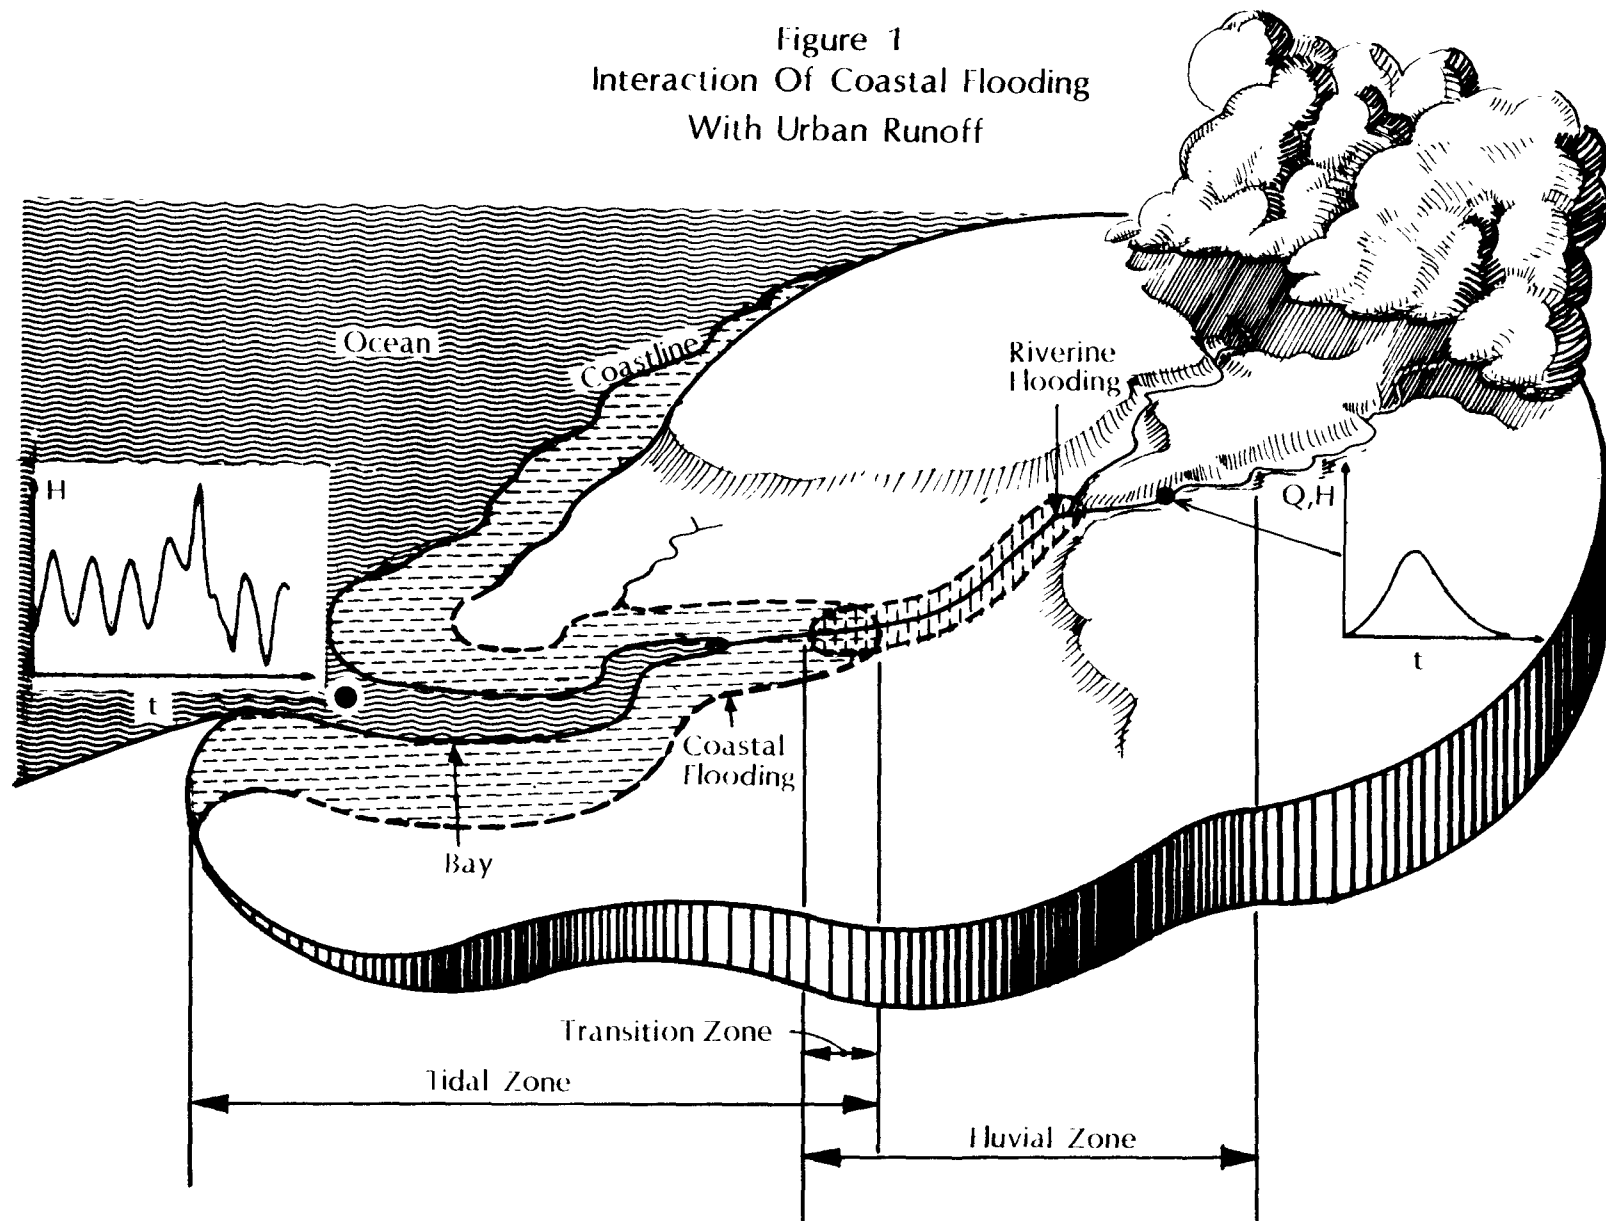 Figure 1
Interaction Of Coastal Flooding
With Urban Runoff
Ocean
Coastline
Riverine
Flooding
H
t
Q,H
t
Coastal
Flooding
Bay
Transition Zone
Tidal Zone
Fluvial Zone